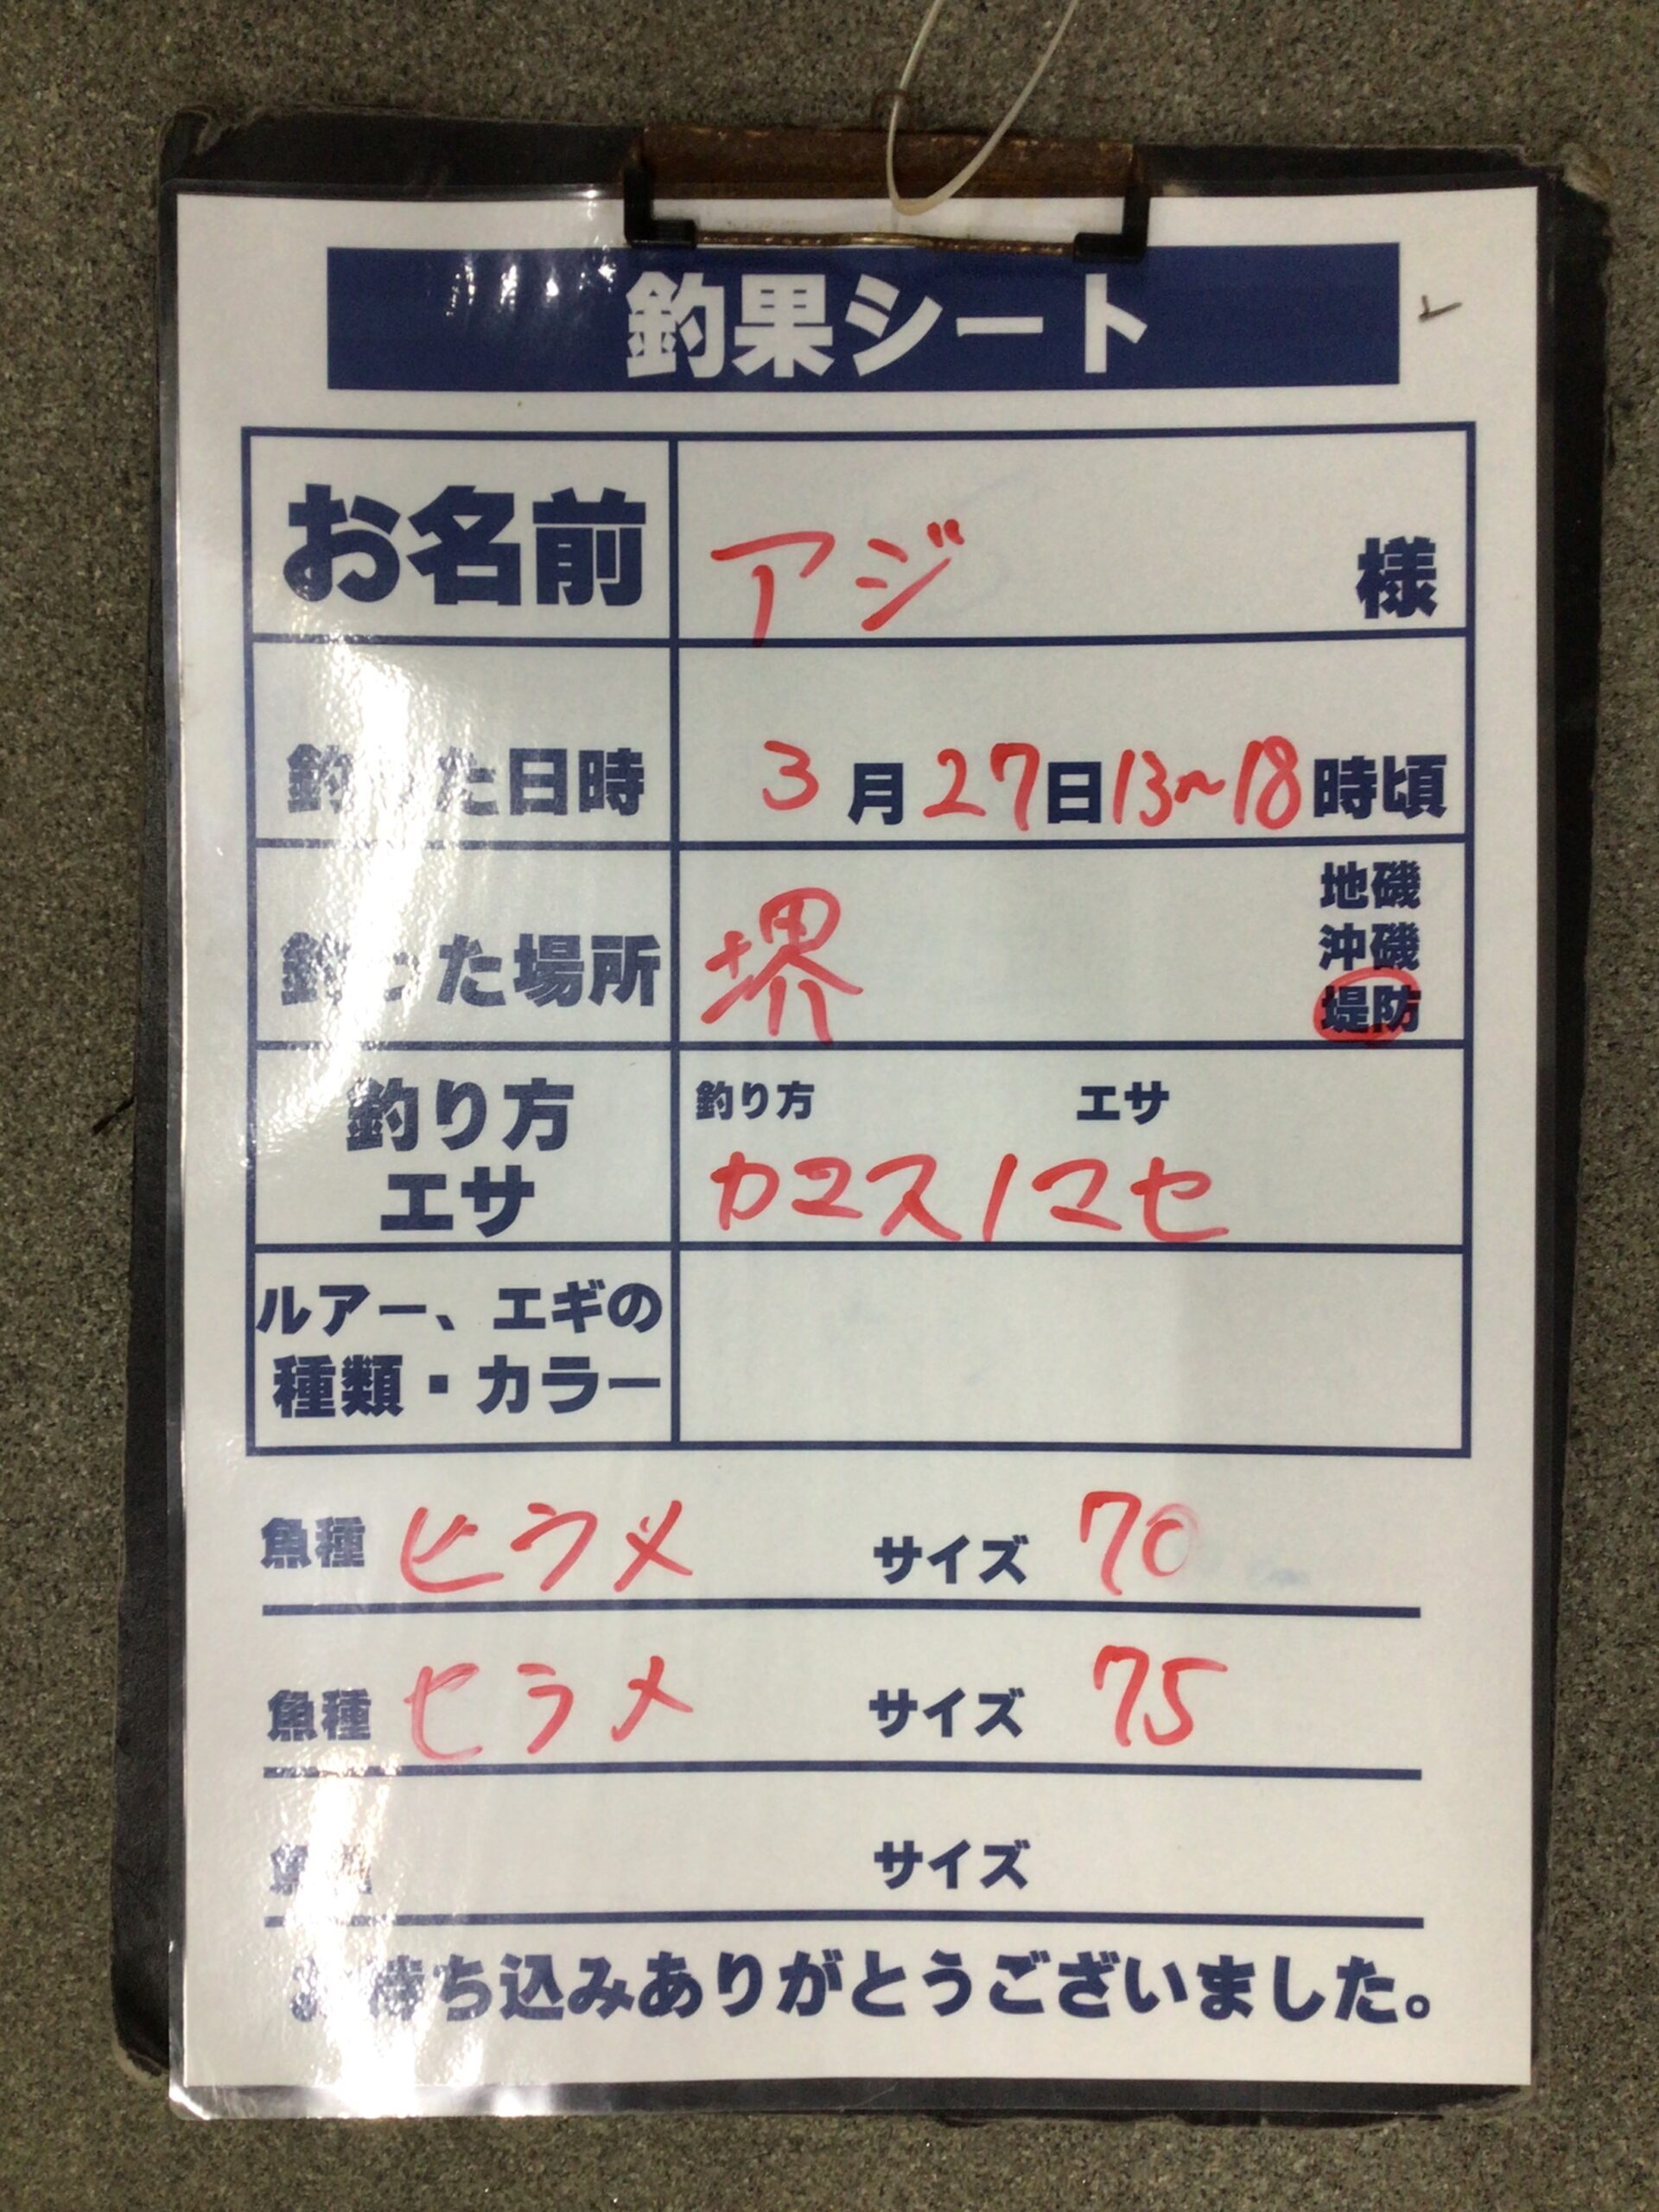 釣果シート
お名前 アジ 様
釣った日時 3月27日13〜18時頃
釣った場所 堺 地磯
沖磯
堤防
釣り方 釣り方 エサ
エサ カマスノマセ
ルアー、エギの
種類・カラー
魚種 ヒラメ サイズ 70
魚種 ヒラメ サイズ 75
魚種 サイズ
お持ち込みありがとうございました。